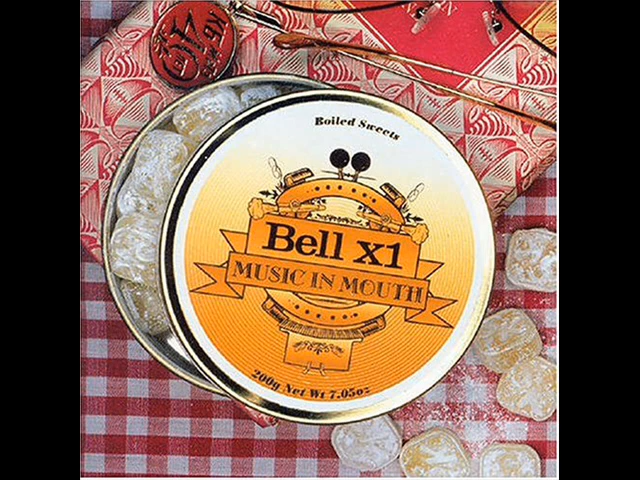 Boiled Sweets
Bell x1
MUSIC IN MOUTH
200g Net Wt 7.05oz